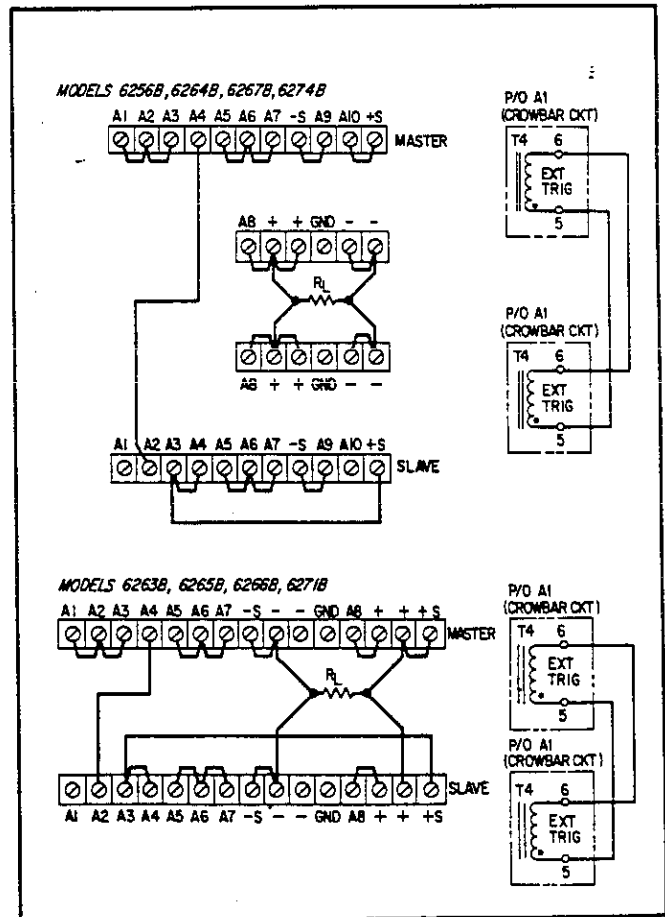 MODELS 6256B, 6264B, 6267B, 6274B
A1 A2 A3 A4 A5 A6 A7 -S A9 A10 +S
MASTER
A8 + + GND - -
RL
A8 + + GND - -
A1 A2 A3 A4 A5 A6 A7 -S A9 A10 +S
SLAVE
P/O A1
(CROWBAR CKT)
T4 6
EXT
TRIG
5
P/O A1
(CROWBAR CKT)
T4 6
EXT
TRIG
5
MODELS 6263B, 6265B, 6266B, 6271B
A1 A2 A3 A4 A5 A6 A7 -S - - GND A8 + + +S
MASTER
RL
SLAVE
A1 A2 A3 A4 A5 A6 A7 -S - - GND A8 + + +S
P/O A1
(CROWBAR CKT)
T4 6
EXT
TRIG
5
P/O A1
(CROWBAR CKT)
T4 6
EXT
TRIG
5